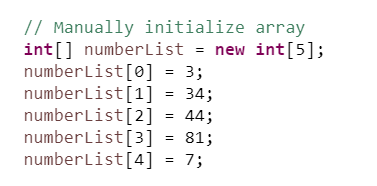 // Manually initialize array
int[] numberList = new int[5];
numberList[0] = 3;
numberList[1] = 34;
numberList[2] = 44;
numberList[3] = 81;
numberList[4] = 7;